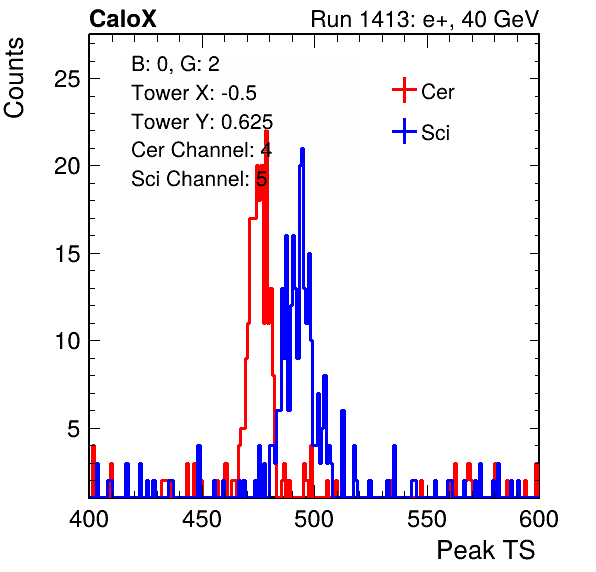 CaloX Run 1413: e+, 40 GeV
Counts
B: 0, G: 2
Tower X: -0.5
Tower Y: 0.625
Cer Channel: 4
Sci Channel: 5
Cer
Sci
25
20
15
10
5
400 450 500 550 600
Peak TS